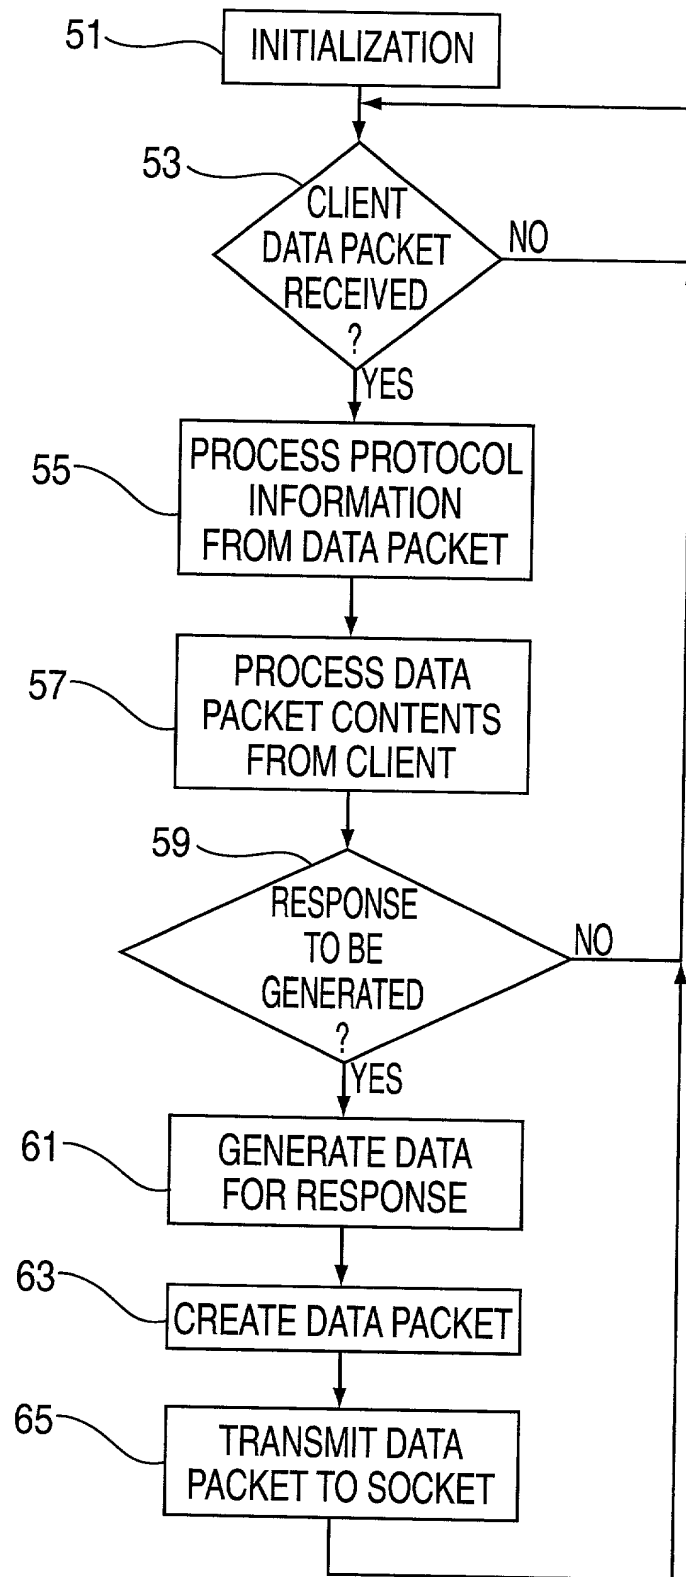 51
INITIALIZATION
53
CLIENT
DATA PACKET
RECEIVED
?
NO
YES
55
PROCESS PROTOCOL
INFORMATION
FROM DATA PACKET
57
PROCESS DATA
PACKET CONTENTS
FROM CLIENT
59
RESPONSE
TO BE
GENERATED
?
NO
YES
61
GENERATE DATA
FOR RESPONSE
63
CREATE DATA PACKET
65
TRANSMIT DATA
PACKET TO SOCKET